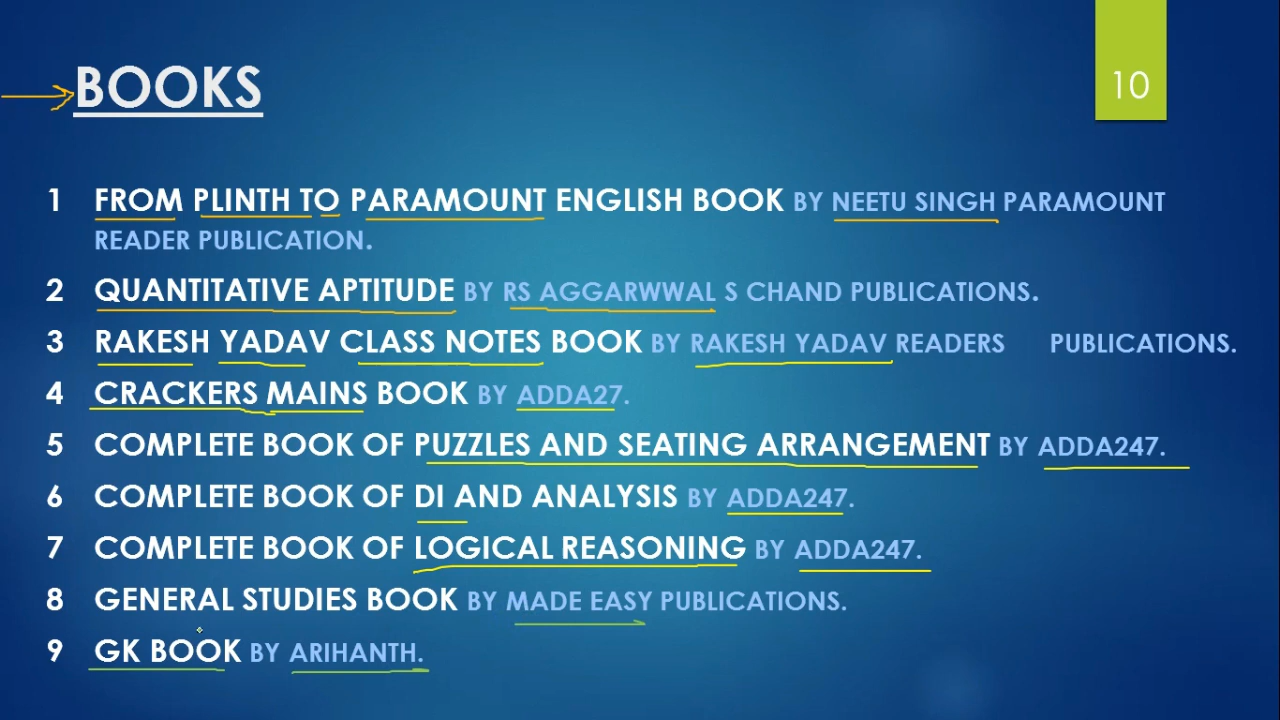 BOOKS
10
1 FROM PLINTH TO PARAMOUNT ENGLISH BOOK BY NEETU SINGH PARAMOUNT
READER PUBLICATION.
2 QUANTITATIVE APTITUDE BY RS AGGARWWAL S CHAND PUBLICATIONS.
3 RAKESH YADAV CLASS NOTES BOOK BY RAKESH YADAV READERS PUBLICATIONS.
4 CRACKERS MAINS BOOK BY ADDA27.
5 COMPLETE BOOK OF PUZZLES AND SEATING ARRANGEMENT BY ADDA247.
6 COMPLETE BOOK OF DI AND ANALYSIS BY ADDA247.
7 COMPLETE BOOK OF LOGICAL REASONING BY ADDA247.
8 GENERAL STUDIES BOOK BY MADE EASY PUBLICATIONS.
9 GK BOOK BY ARIHANTH.